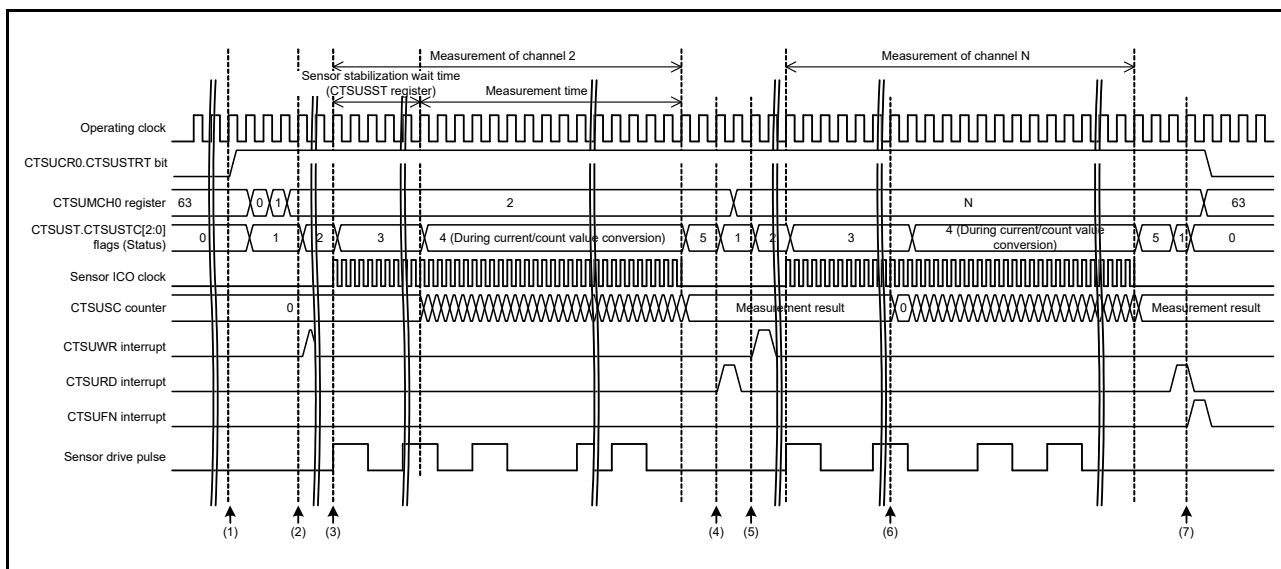 Measurement of channel 2
Measurement of channel N
Sensor stabilization wait time
(CTSUSST register)
Measurement time
Operating clock
CTSUCR0.CTSUSTRT bit
CTSUMCH0 register
63
0
1
2
N
63
CTSUST.CTSUSTC[2:0]
flags (Status)
0
1
2
3
4 (During current/count value conversion)
5
1
2
3
4 (During current/count value
conversion)
5
1
0
Sensor ICO clock
CTSUSC counter
0
Measurement result
0
Measurement result
CTSUWR interrupt
CTSURD interrupt
CTSUFN interrupt
Sensor drive pulse
(1)
(2)
(3)
(4)
(5)
(6)
(7)